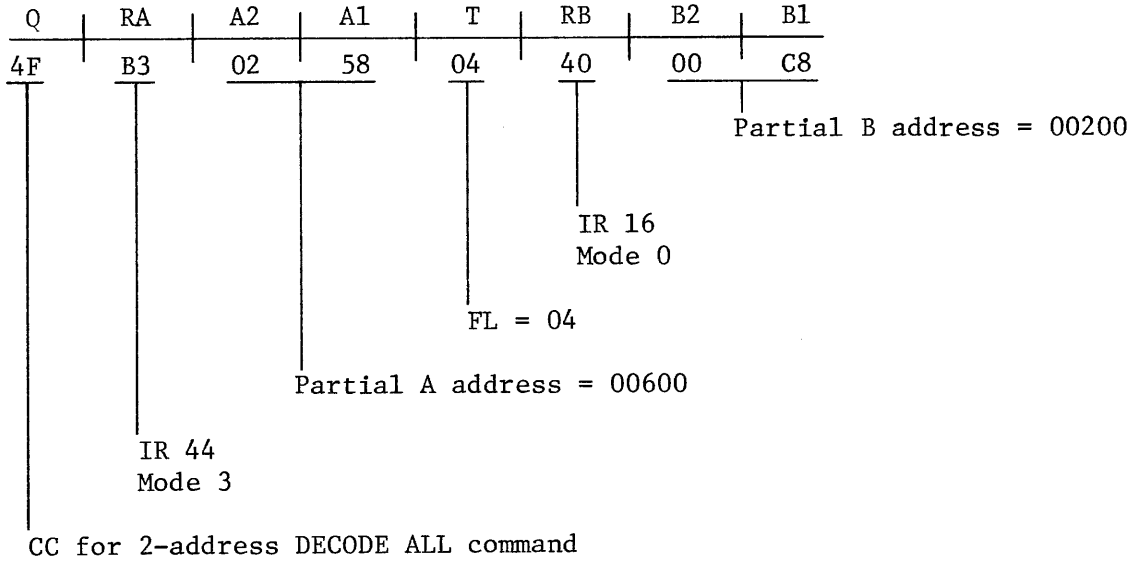 Q RA A2 A1 T RB B2 B1
4F B3 02 58 04 40 00 C8
Partial B address = 00200
IR 16
Mode 0
FL = 04
Partial A address = 00600
IR 44
Mode 3
CC for 2-address DECODE ALL command